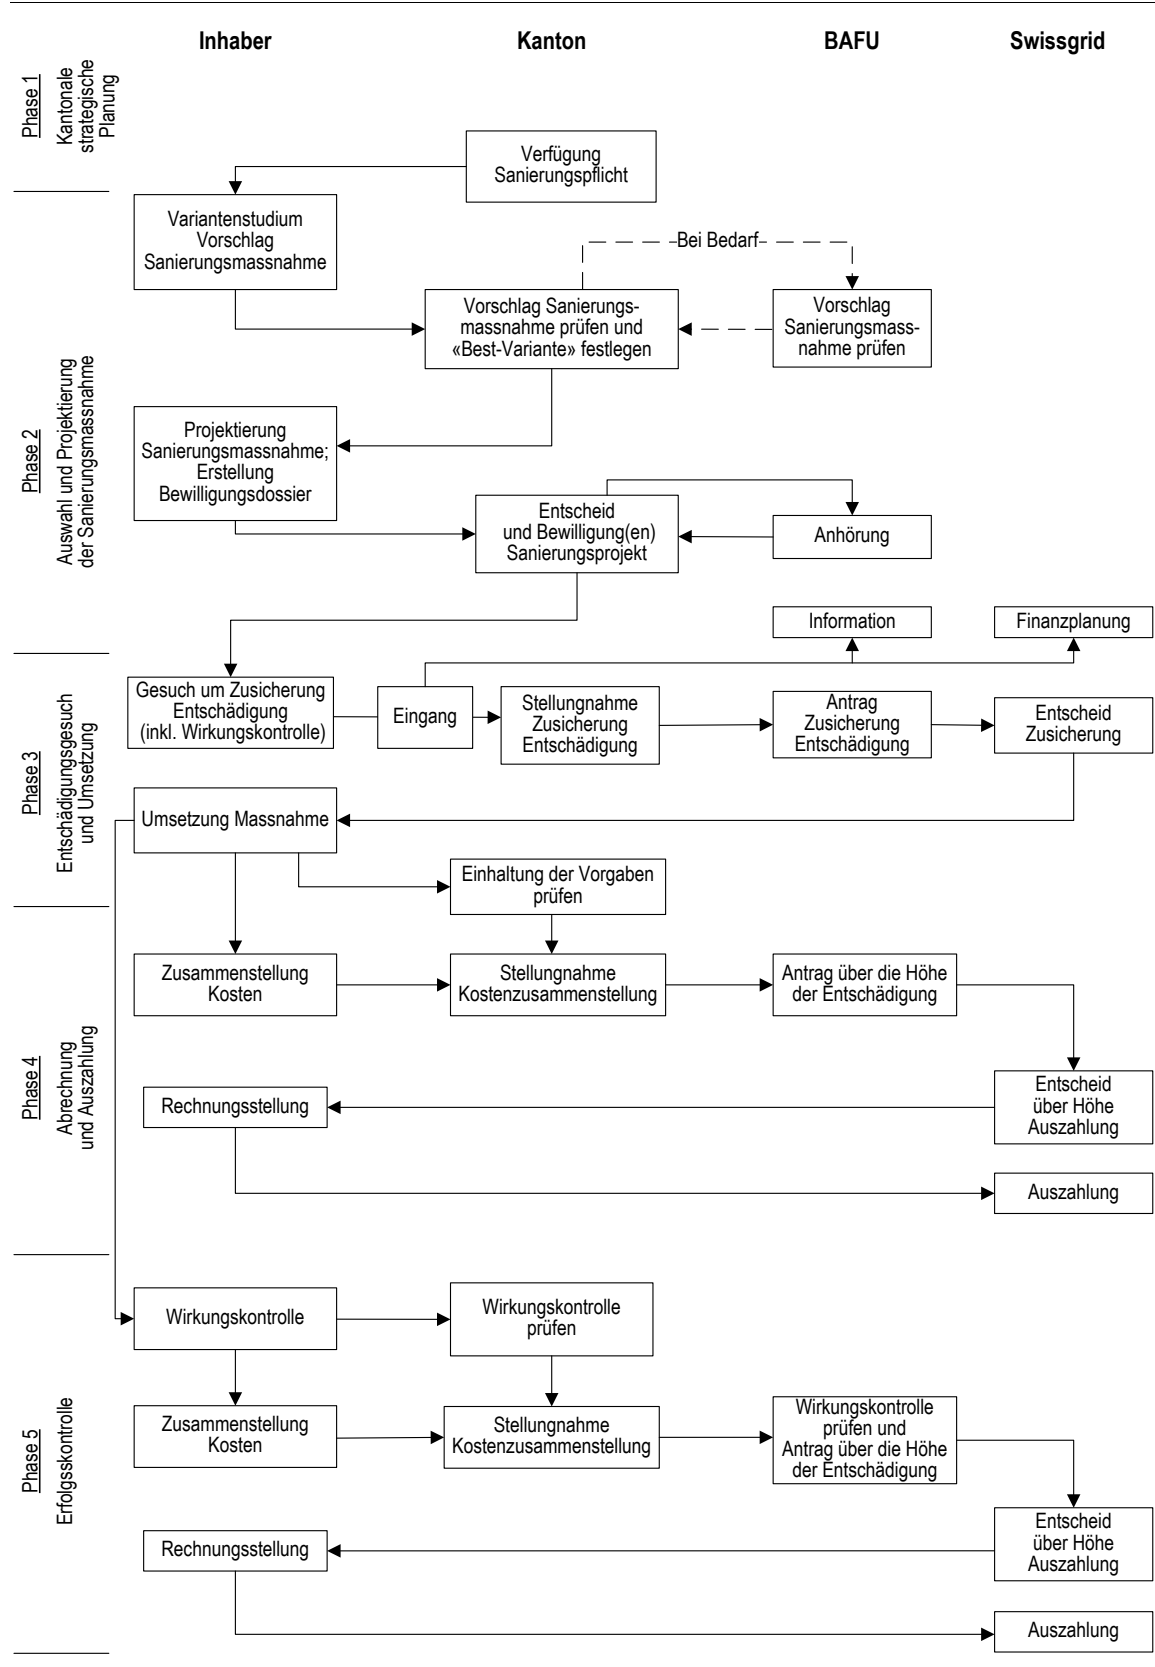 Inhaber
Kanton
BAFU
Swissgrid
Phase 1
Kantonale
strategische
Planung
Verfügung
Sanierungspflicht
Phase 2
Auswahl und Projektierung
der Sanierungsmassnahme
Variantenstudium
Vorschlag
Sanierungsmassnahme
Bei Bedarf
Vorschlag Sanierungs-
massnahme prüfen und
«Best-Variante» festlegen
Vorschlag
Sanierungsmass-
nahme prüfen
Projektierung
Sanierungsmassnahme;
Erstellung
Bewilligungsdossier
Entscheid
und Bewilligung(en)
Sanierungsprojekt
Anhörung
Information
Finanzplanung
Phase 3
Entschädigungsgesuch
und Umsetzung
Gesuch um Zusicherung
Entschädigung
(inkl. Wirkungskontrolle)
Eingang
Stellungnahme
Zusicherung
Entschädigung
Antrag
Zusicherung
Entschädigung
Entscheid
Zusicherung
Umsetzung Massnahme
Einhaltung der Vorgaben
prüfen
Phase 4
Abrechnung
und Auszahlung
Zusammenstellung
Kosten
Stellungnahme
Kostenzusammenstellung
Antrag über die Höhe
der Entschädigung
Entscheid
über Höhe
Auszahlung
Rechnungsstellung
Auszahlung
Phase 5
Erfolgsskontrolle
Wirkungskontrolle
Wirkungskontrolle
prüfen
Zusammenstellung
Kosten
Stellungnahme
Kostenzusammenstellung
Wirkungskontrolle
prüfen und
Antrag über die Höhe
der Entschädigung
Entscheid
über Höhe
Auszahlung
Rechnungsstellung
Auszahlung